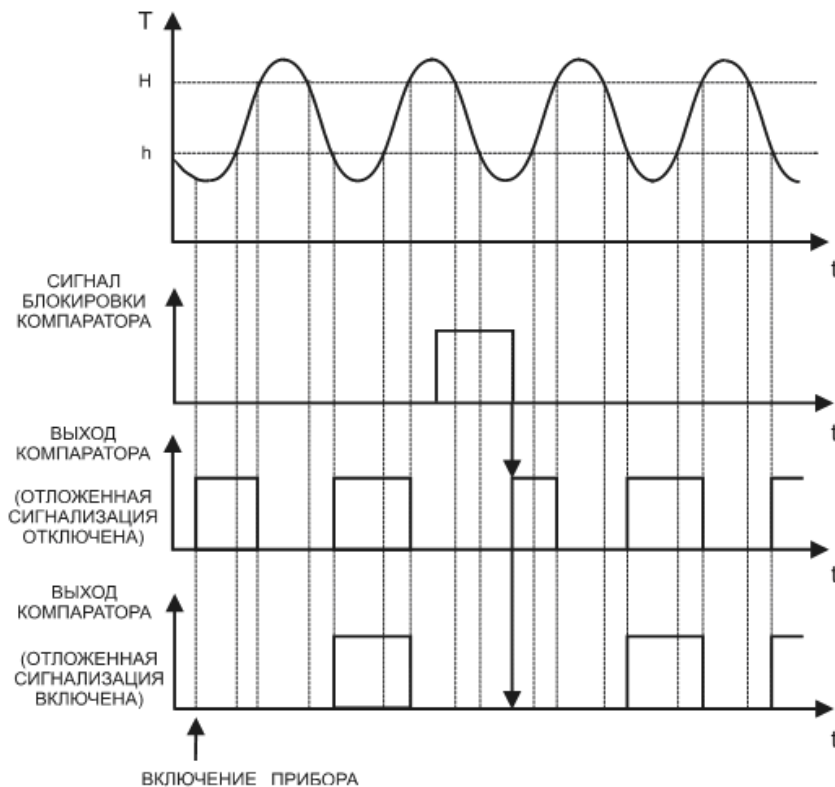 T
H
h
t
СИГНАЛ
БЛОКИРОВКИ
КОМПАРАТОРА
t
ВЫХОД
КОМПАРАТОРА
(ОТЛОЖЕННАЯ
СИГНАЛИЗАЦИЯ
ОТКЛЮЧЕНА)
t
ВЫХОД
КОМПАРАТОРА
(ОТЛОЖЕННАЯ
СИГНАЛИЗАЦИЯ
ВКЛЮЧЕНА)
t
ВКЛЮЧЕНИЕ ПРИБОРА